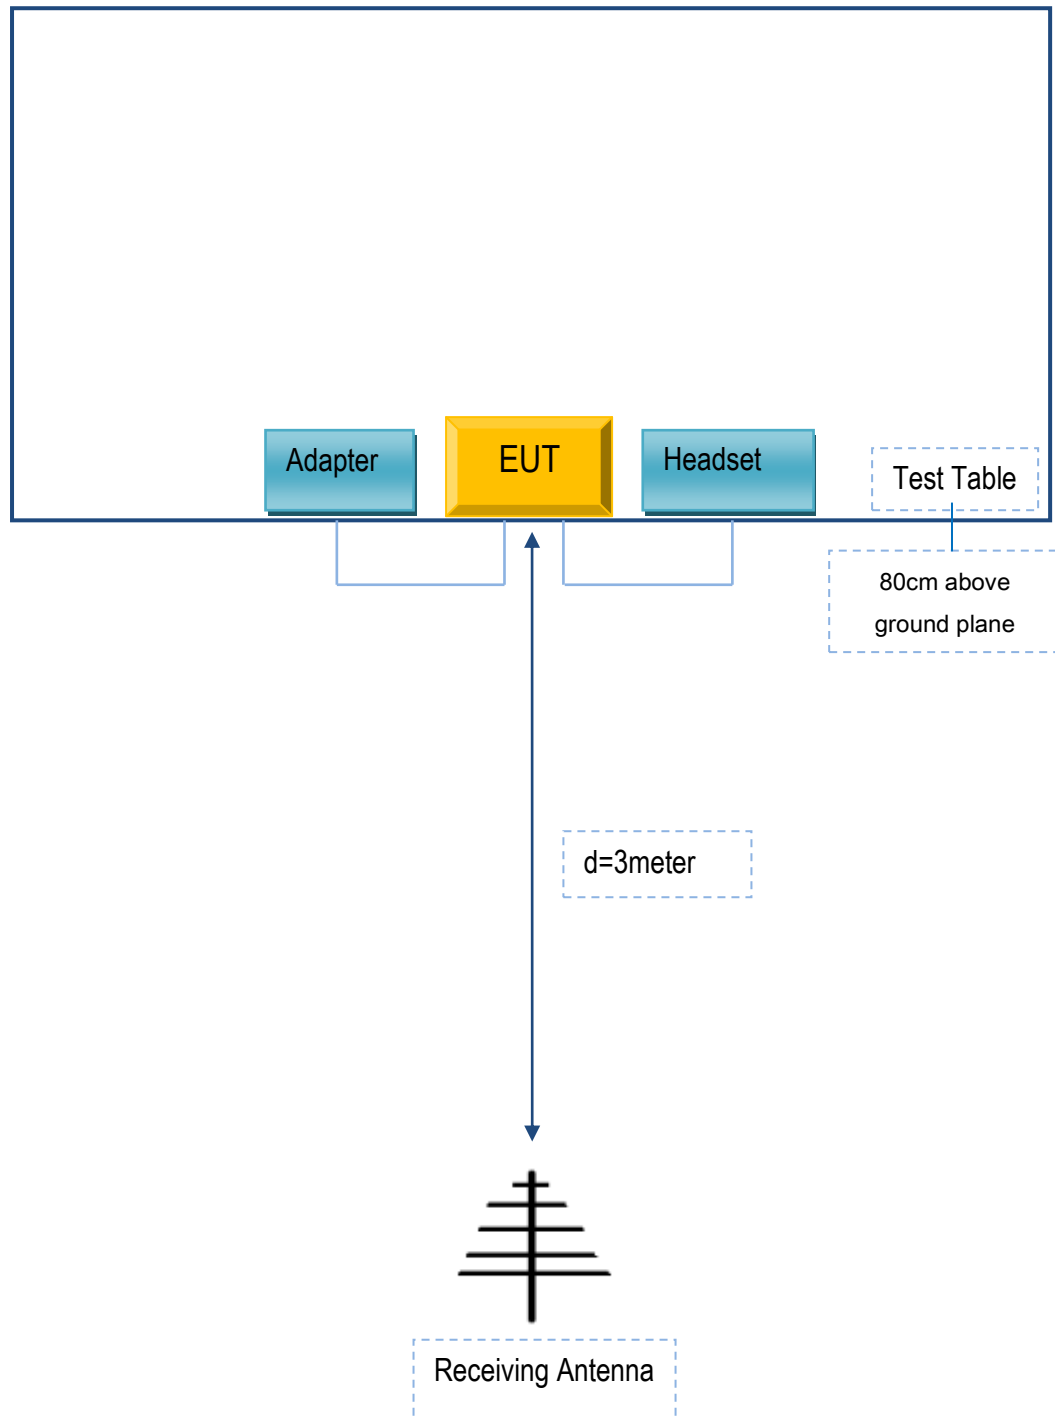 Adapter
EUT
Headset
Test Table
80cm above
ground plane
d=3meter
Receiving Antenna